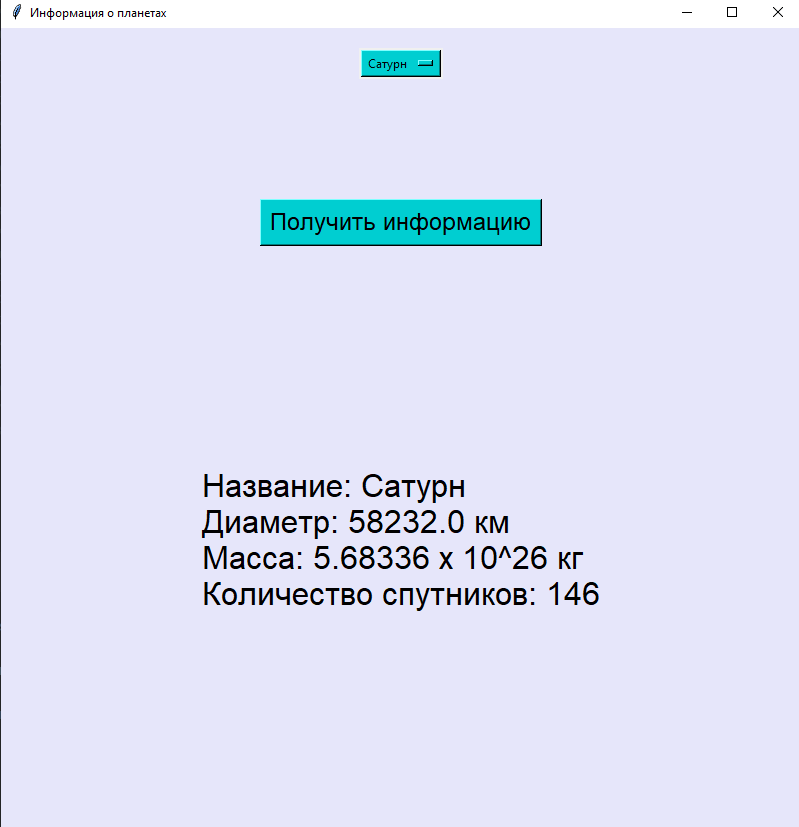 Информация о планетах
Сатурн
Получить информацию
Название: Сатурн
Диаметр: 58232.0 км
Масса: 5.68336 x 10^26 кг
Количество спутников: 146